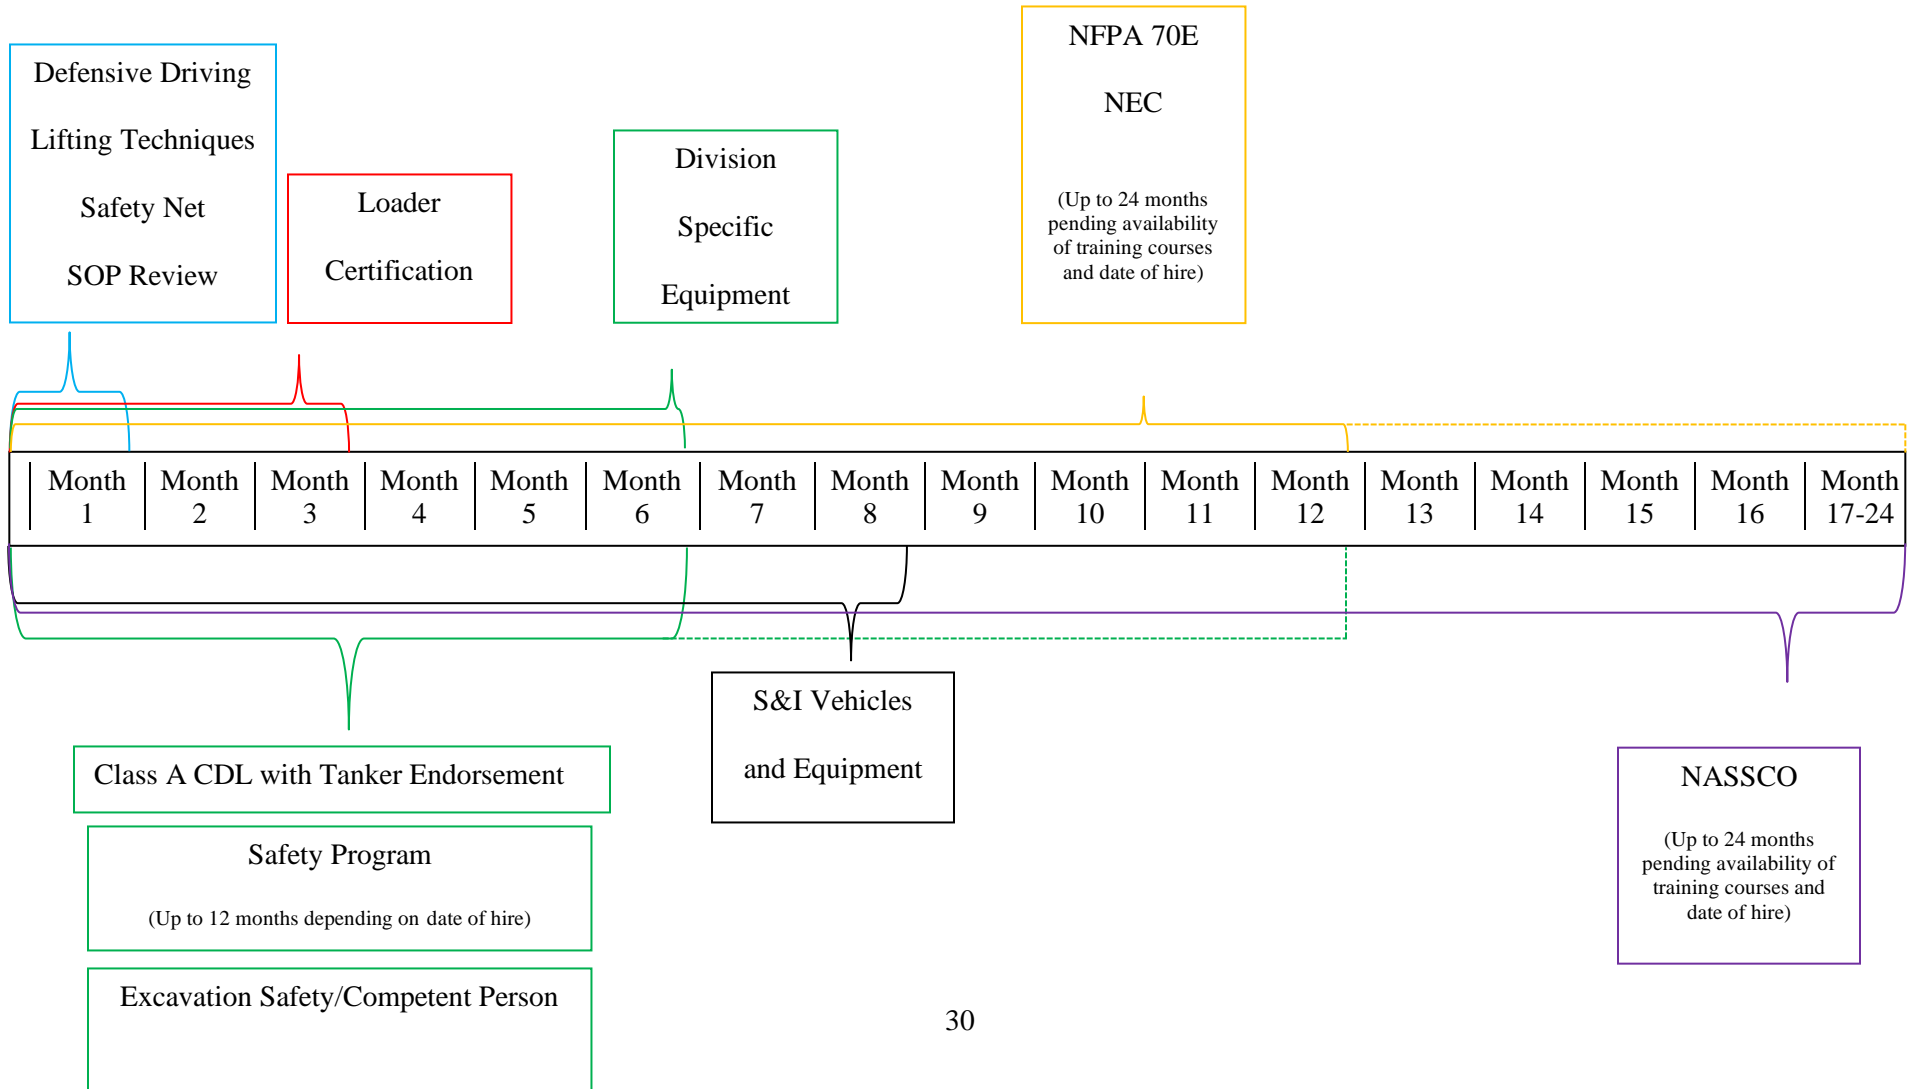 Defensive Driving
Lifting Techniques
Safety Net
SOP Review
Loader
Certification
Division
Specific
Equipment
NFPA 70E
NEC
(Up to 24 months
pending availability
of training courses
and date of hire)
Month
1
Month
2
Month
3
Month
4
Month
5
Month
6
Month
7
Month
8
Month
9
Month
10
Month
11
Month
12
Month
13
Month
14
Month
15
Month
16
Month
17-24
Class A CDL with Tanker Endorsement
Safety Program
(Up to 12 months depending on date of hire)
Excavation Safety/Competent Person
S&I Vehicles
and Equipment
NASSCO
(Up to 24 months
pending availability of
training courses and
date of hire)
30